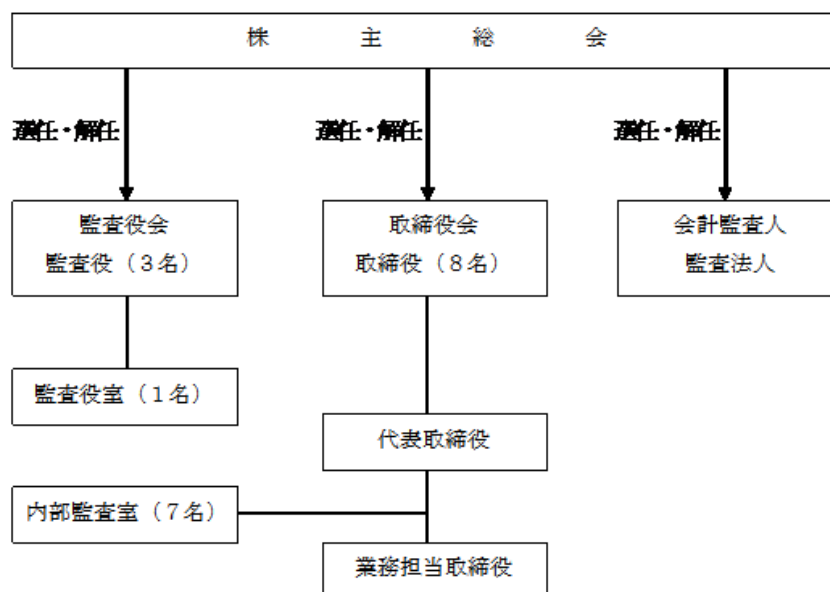 株主総会
選任・解任
選任・解任
選任・解任
監査役会
監査役（３名）
取締役会
取締役（８名）
会計監査人
監査法人
監査役室（１名）
代表取締役
内部監査室（７名）
業務担当取締役